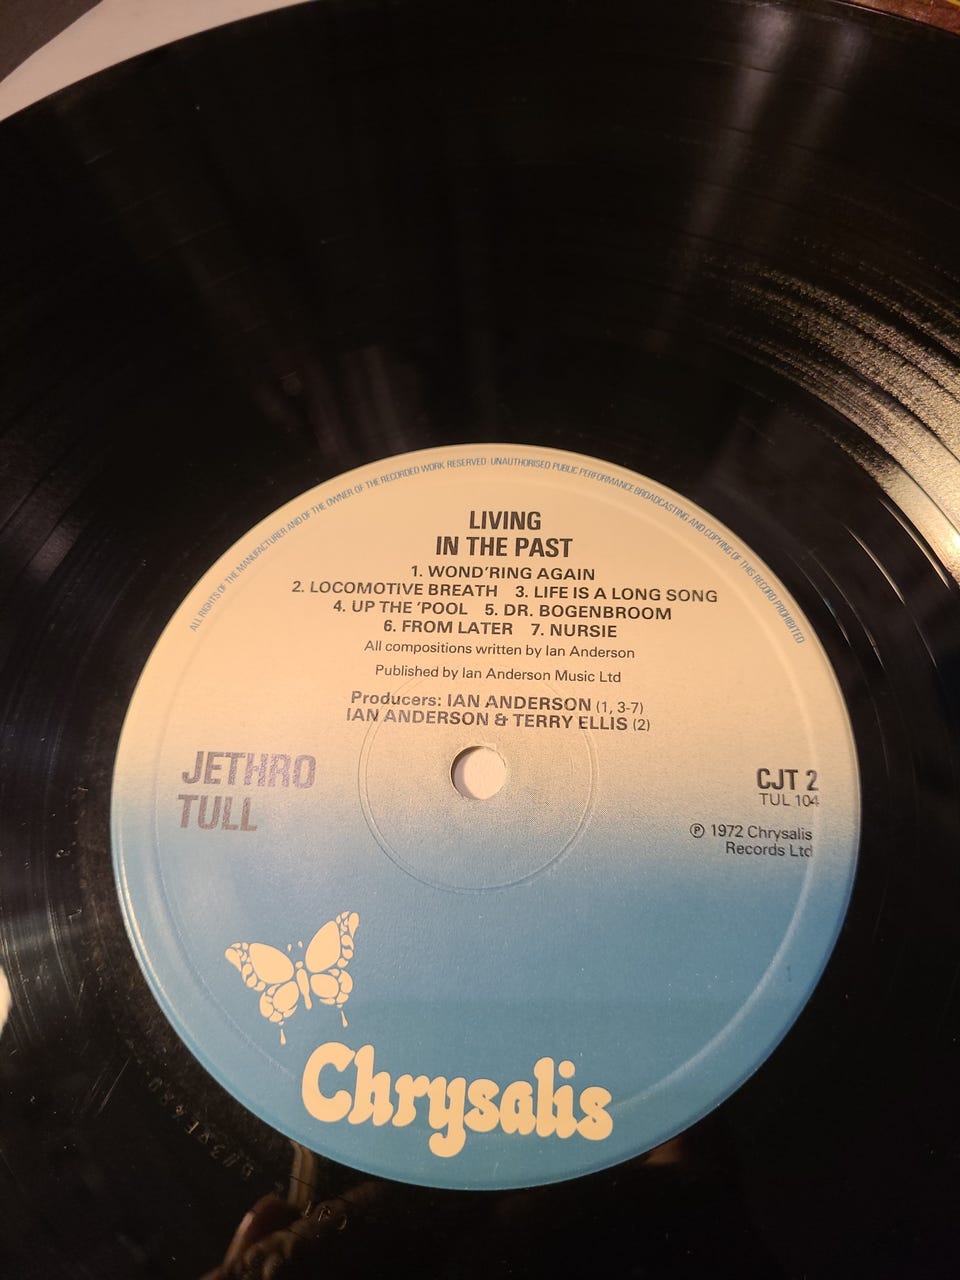 ALL RIGHTS OF THE MANUFACTURER AND OF THE OWNER OF THE RECORDED WORK RESERVED UNAUTHORISED PUBLIC PERFORMANCE BROADCASTING AND COPYING OF THIS RECORD PROHIBITED
LIVING
IN THE PAST
1. WOND'RING AGAIN
2. LOCOMOTIVE BREATH 3. LIFE IS A LONG SONG
4. UP THE 'POOL 5. DR. BOGENBROOM
6. FROM LATER 7. NURSIE
All compositions written by Ian Anderson
Published by Ian Anderson Music Ltd
Producers: IAN ANDERSON (1, 3-7)
IAN ANDERSON & TERRY ELLIS (2)
JETHRO
TULL
CJT 2
TUL 104
℗ 1972 Chrysalis
Records Ltd
Chrysalis